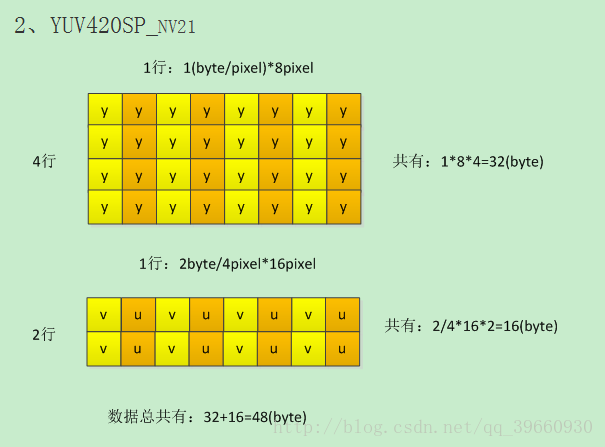 2、YUV420SP_NV21
1行：1(byte/pixel)*8pixel
y y y y y y y y
y y y y y y y y
4行
共有：1*8*4=32(byte)
y y y y y y y y
y y y y y y y y
1行：2byte/4pixel*16pixel
v u v u v u v u
2行
共有：2/4*16*2=16(byte)
v u v u v u v u
数据总共有：32+16=48(byte)
http://blog.csdn.net/qq_39660930